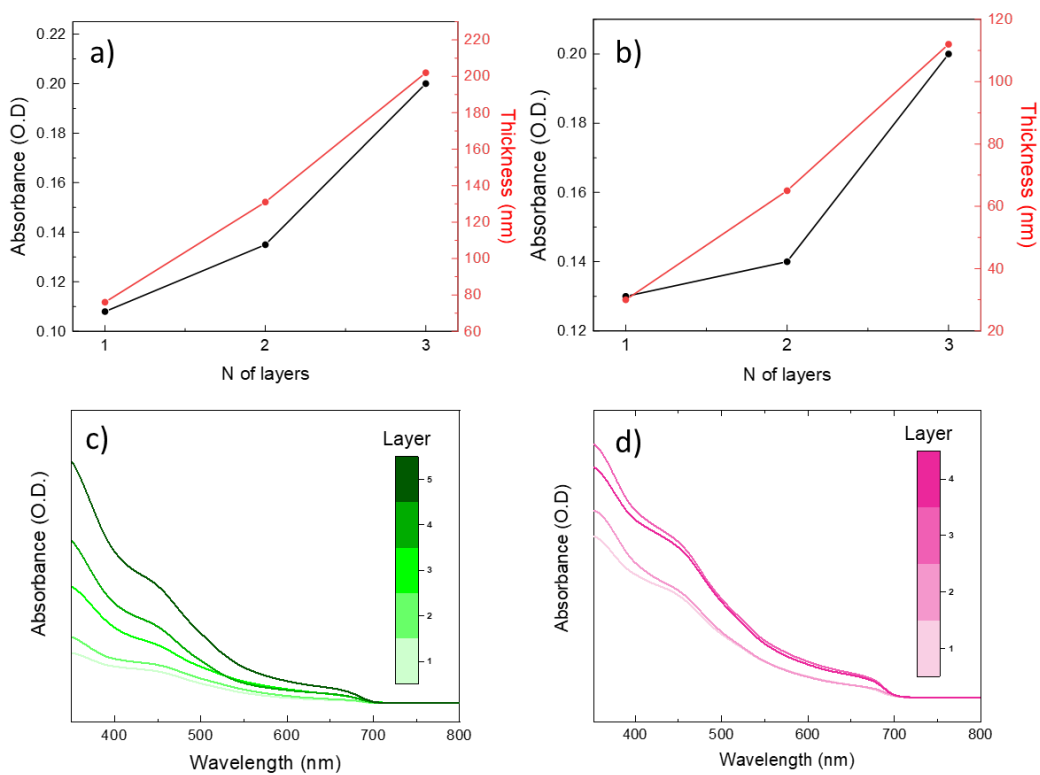 a)
0.22
0.20
0.18
0.16
0.14
0.12
0.10
Absorbance (O.D)
220
200
180
160
140
120
100
80
60
Thickness (nm)
1 2 3
N of layers
b)
0.20
0.18
0.16
0.14
0.12
Absorbance (O.D.)
120
100
80
60
40
20
Thickness (nm)
1 2 3
N of layers
c)
Layer
5
4
3
2
1
Absorbance (O.D.)
400 500 600 700 800
Wavelength (nm)
d)
Layer
4
3
2
1
Absorbance (O.D)
400 500 600 700 800
Wavelength (nm)